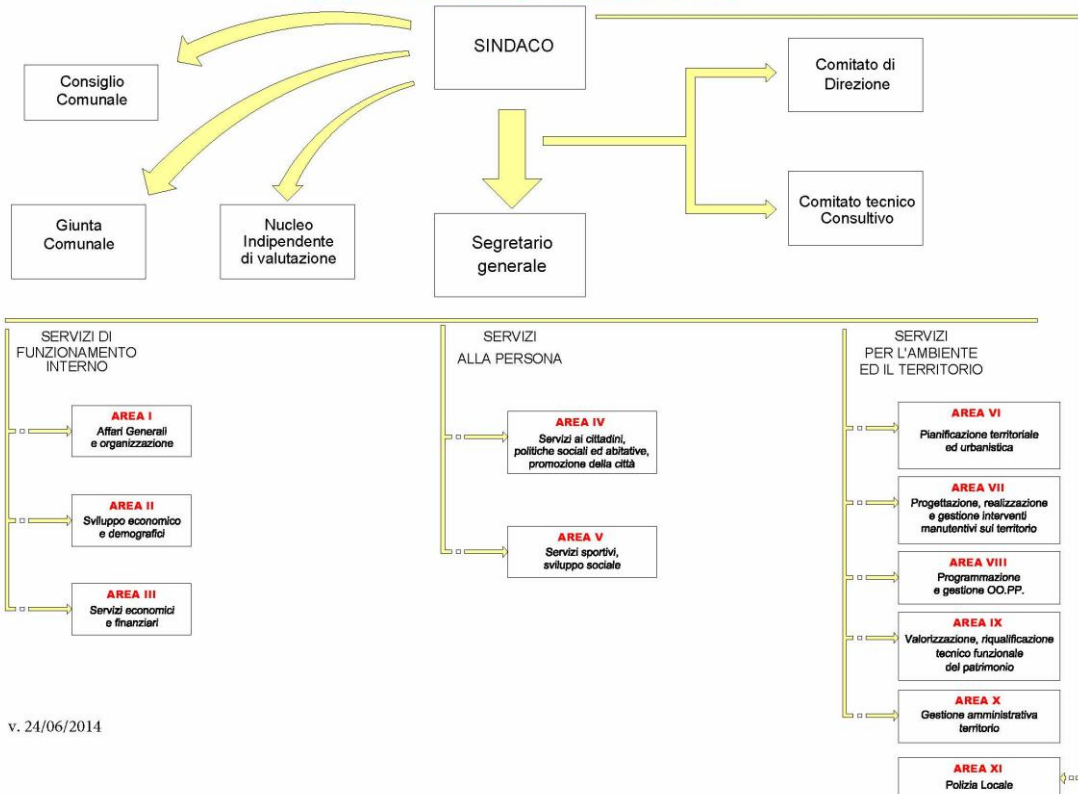 SINDACO
Consiglio
Comunale
Comitato di
Direzione
Giunta
Comunale
Nucleo
Indipendente
di valutazione
Segretario
generale
Comitato tecnico
Consultivo
SERVIZI DI
FUNZIONAMENTO
INTERNO
AREA I
Affari Generali
e organizzazione
AREA II
Sviluppo economico
e demografici
AREA III
Servizi economici
e finanziari
SERVIZI
ALLA PERSONA
AREA IV
Servizi ai cittadini,
politiche sociali ed abitative,
promozione della città
AREA V
Servizi sportivi,
sviluppo sociale
SERVIZI
PER L'AMBIENTE
ED IL TERRITORIO
AREA VI
Pianificazione territoriale
ed urbanistica
AREA VII
Progettazione, realizzazione
e gestione interventi
manutentivi sul territorio
AREA VIII
Programmazione
e gestione OO.PP.
AREA IX
Valorizzazione, riqualificazione
tecnico funzionale
del patrimonio
AREA X
Gestione amministrativa
territorio
AREA XI
Polizia Locale
v. 24/06/2014